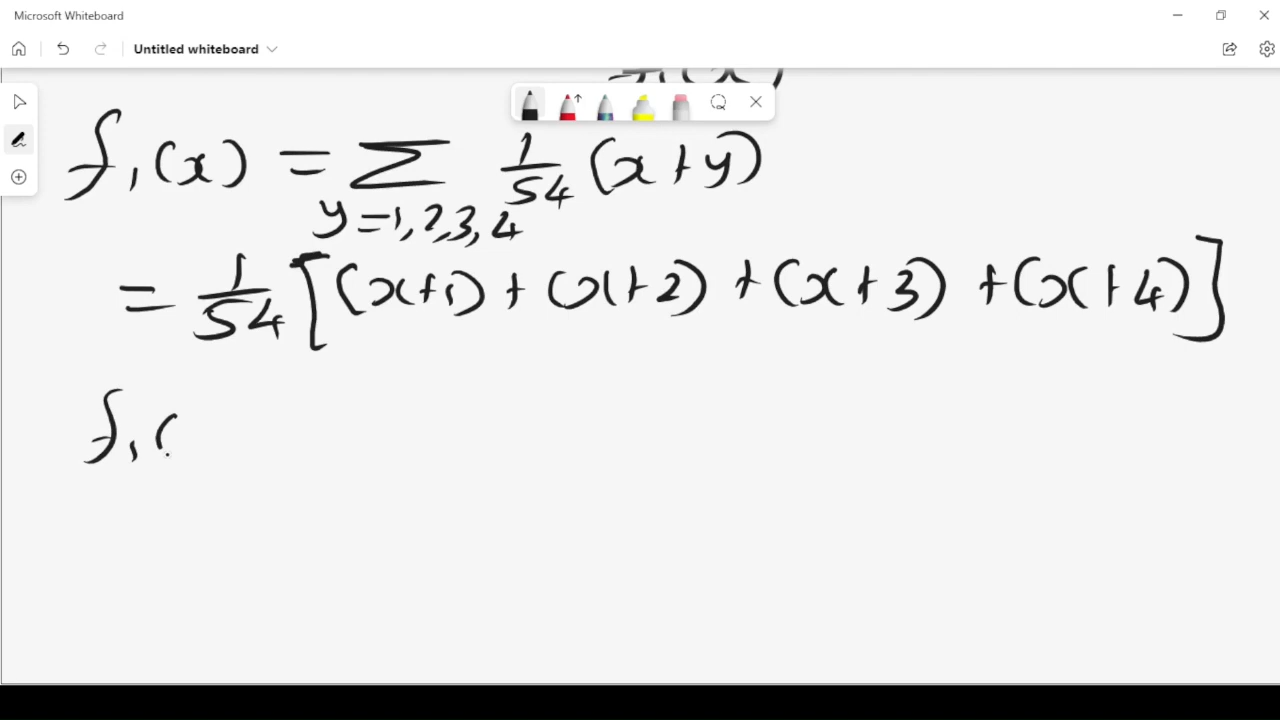 Microsoft Whiteboard
Untitled whiteboard
f₁(x) = ∑ 1/54 (x+y)
y=1,2,3,4
= 1/54 [(x+1) + (x+2) + (x+3) + (x+4)]
f₁(